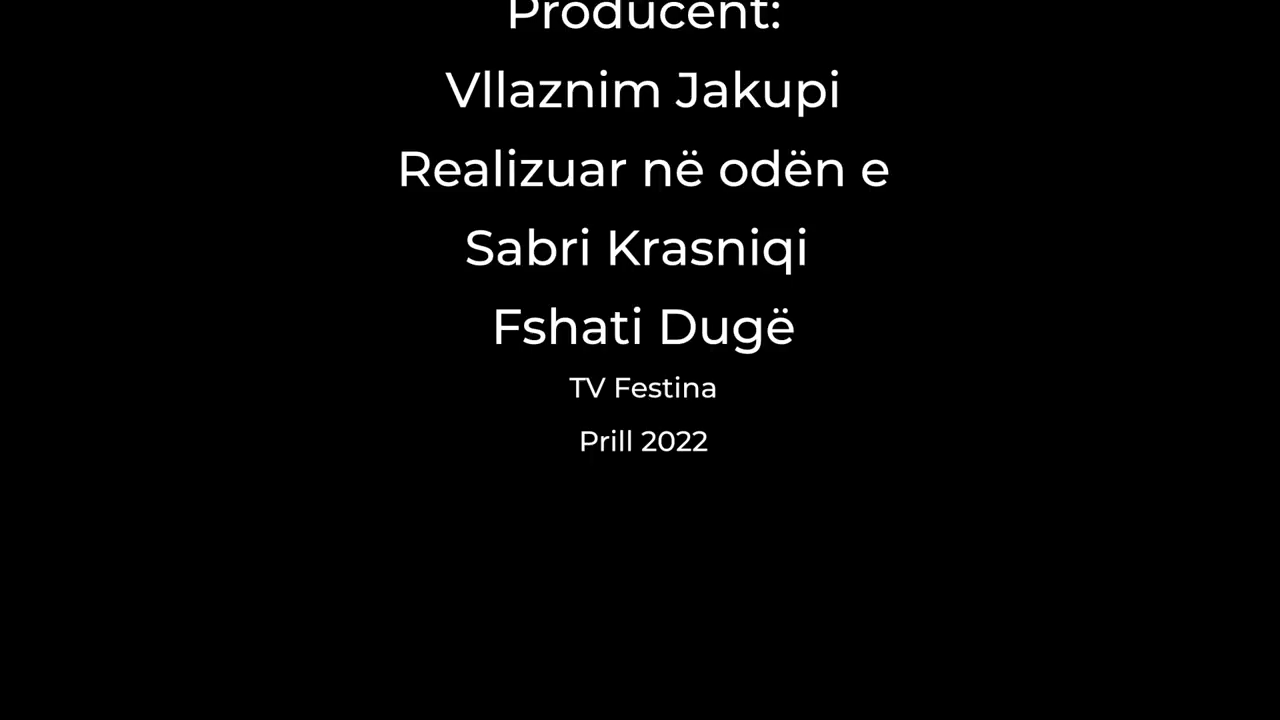 Producent:
Vllaznim Jakupi
Realizuar në odën e
Sabri Krasniqi
Fshati Dugë
TV Festina
Prill 2022